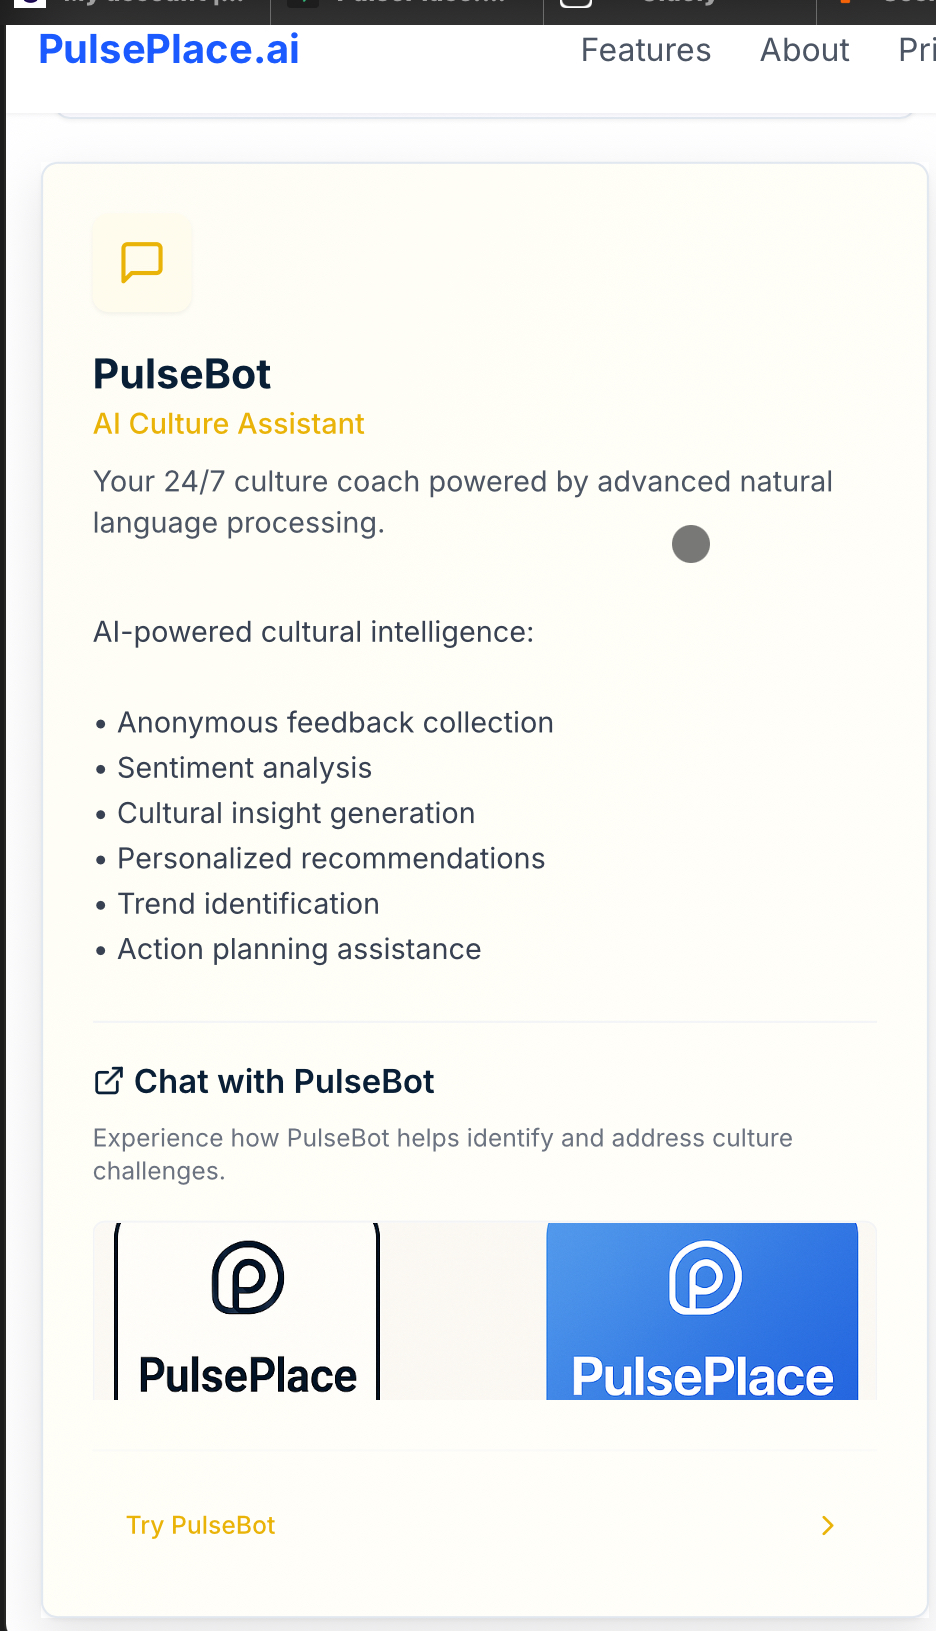 PulsePlace.ai
Features About
PulseBot
AI Culture Assistant
Your 24/7 culture coach powered by advanced natural
language processing.
AI-powered cultural intelligence:
• Anonymous feedback collection
• Sentiment analysis
• Cultural insight generation
• Personalized recommendations
• Trend identification
• Action planning assistance
Chat with PulseBot
Experience how PulseBot helps identify and address culture
challenges.
PulsePlace PulsePlace
Try PulseBot